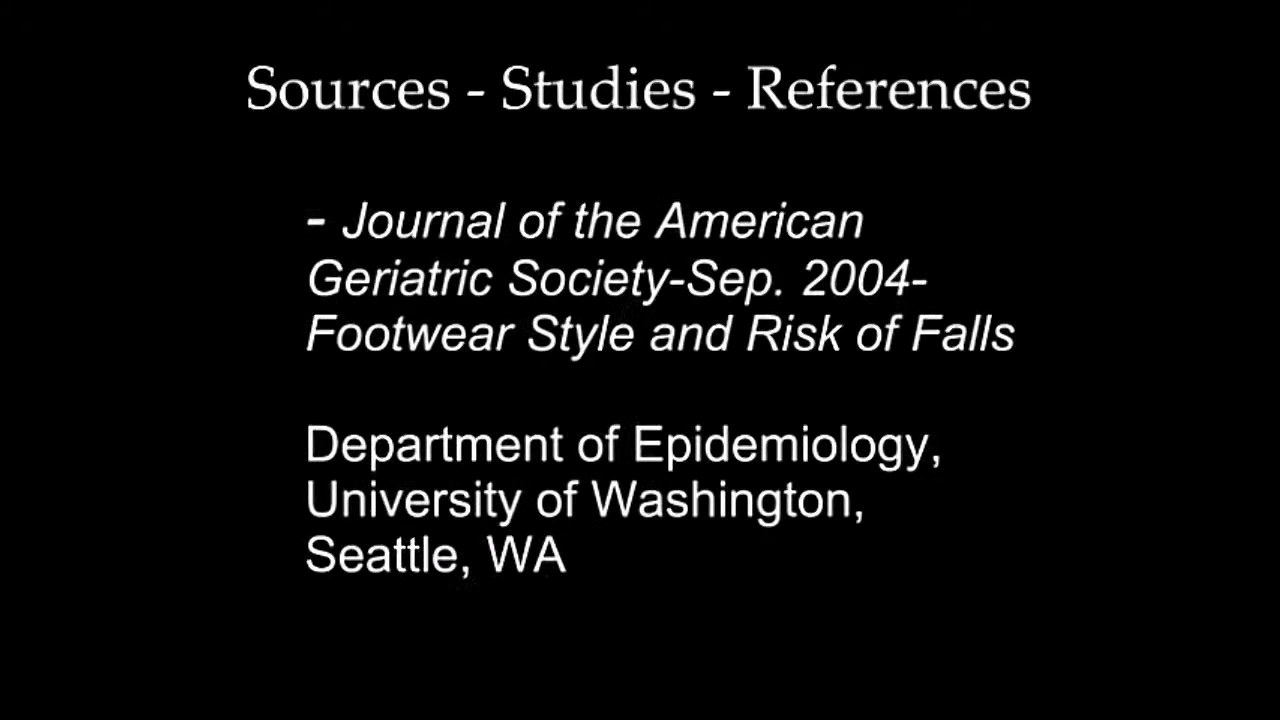 Sources - Studies - References
- Journal of the American
Geriatric Society-Sep. 2004-
Footwear Style and Risk of Falls
Department of Epidemiology,
University of Washington,
Seattle, WA